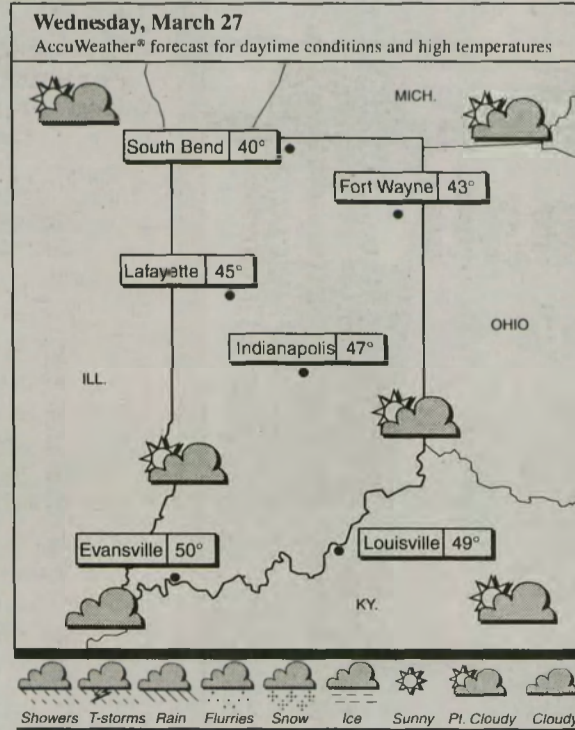 Wednesday, March 27
AccuWeather® forecast for daytime conditions and high temperatures
MICH.
South Bend 40°
Fort Wayne 43°
Lafayette 45°
OHIO
Indianapolis 47°
ILL.
Evansville 50°
Louisville 49°
KY.
Showers T-storms Rain Flurries Snow Ice Sunny Pt. Cloudy Cloudy